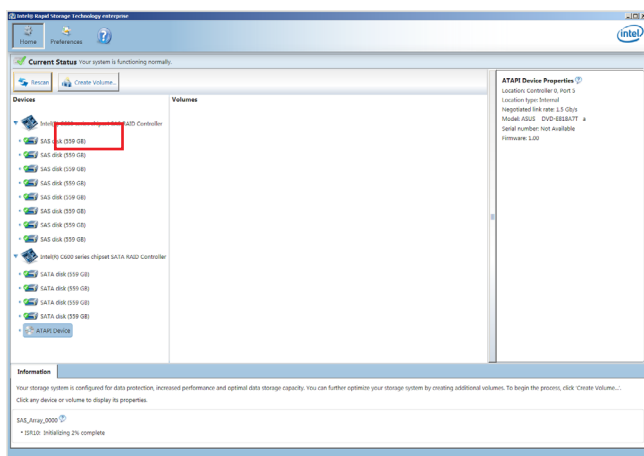 Intel® Rapid Storage Technology enterprise
Home
Preferences
intel
Current Status Your system is functioning normally.
Rescan
Create Volume...
Devices
Volumes
Intel(R) C600 series chipset SAS RAID Controller
SAS disk (559 GB)
SAS disk (559 GB)
SAS disk (559 GB)
SAS disk (559 GB)
SAS disk (559 GB)
SAS disk (559 GB)
SAS disk (559 GB)
SAS disk (559 GB)
Intel(R) C600 series chipset SATA RAID Controller
SATA disk (559 GB)
SATA disk (559 GB)
SATA disk (559 GB)
SATA disk (559 GB)
ATAPI Device
ATAPI Device Properties
Location: Controller 0, Port 5
Location type: Internal
Negotiated link rate: 1.5 Gb/s
Model: ASUS DVD-E818A7T a
Serial number: Not Available
Firmware: 1.00
Information
Your storage system is configured for data protection, increased performance and optimal data storage capacity. You can further optimize your storage system by creating additional volumes. To begin the process, click 'Create Volume...'.
Click any device or volume to display its properties.
SAS_Array_0000
* ISR10: Initializing 2% complete